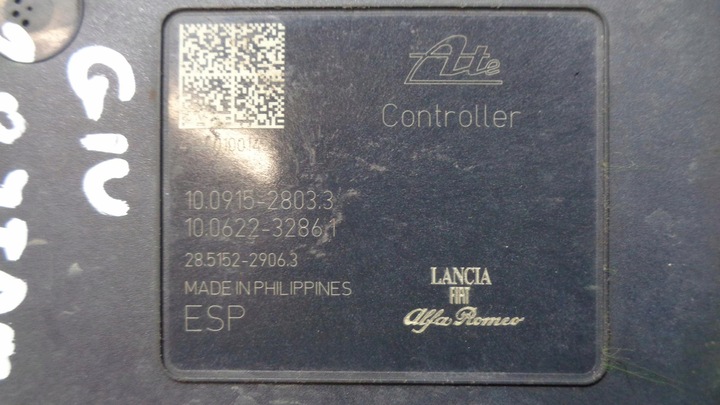 Ate
Controller
10.0915-2803.3
10.0622-3286.1
28.5152-2906.3
MADE IN PHILIPPINES
ESP
LANCIA
FIAT
Alfa Romeo
GIU